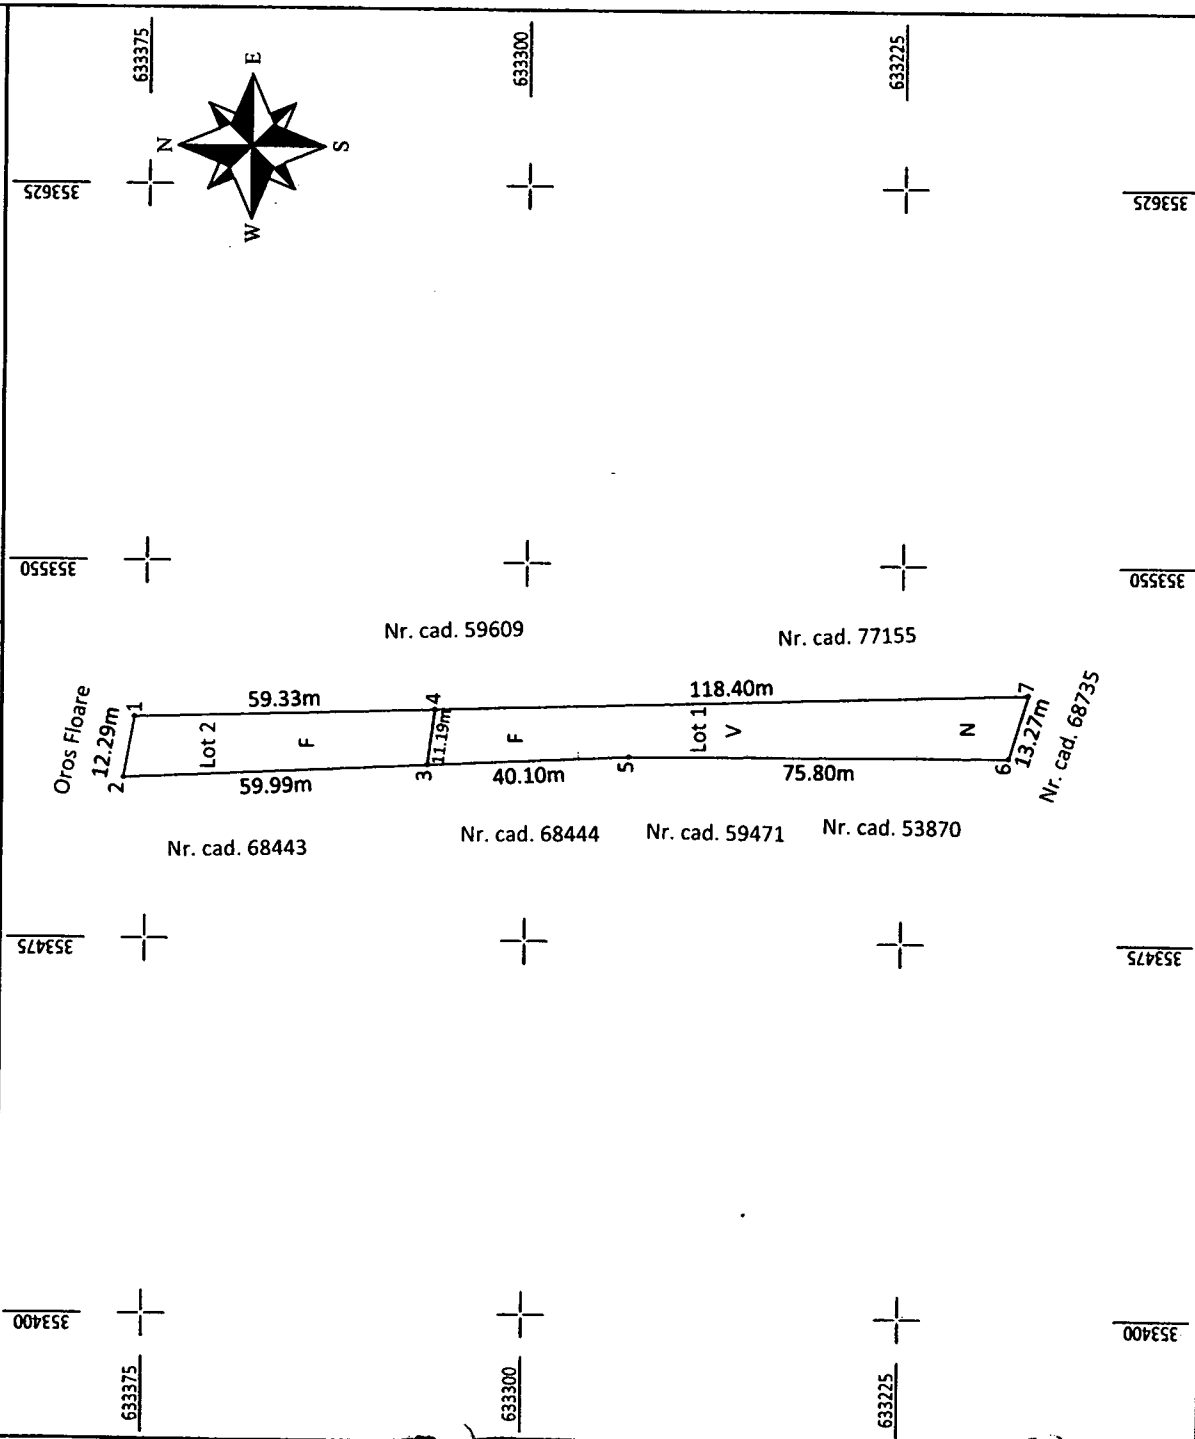 633375
633300
633225
E
N
S
W
353625
353625
353550
353550
Nr. cad. 59609
Nr. cad. 77155
Oros Floare
12.29m
1
59.33m
4
118.40m
7
Lot 2
F
11.19m
F
Lot 1
V
N
13.27m
Nr. cad. 68735
2
59.99m
3
40.10m
5
75.80m
6
Nr. cad. 68443
Nr. cad. 68444
Nr. cad. 59471
Nr. cad. 53870
353475
353475
353400
353400
633375
633300
633225